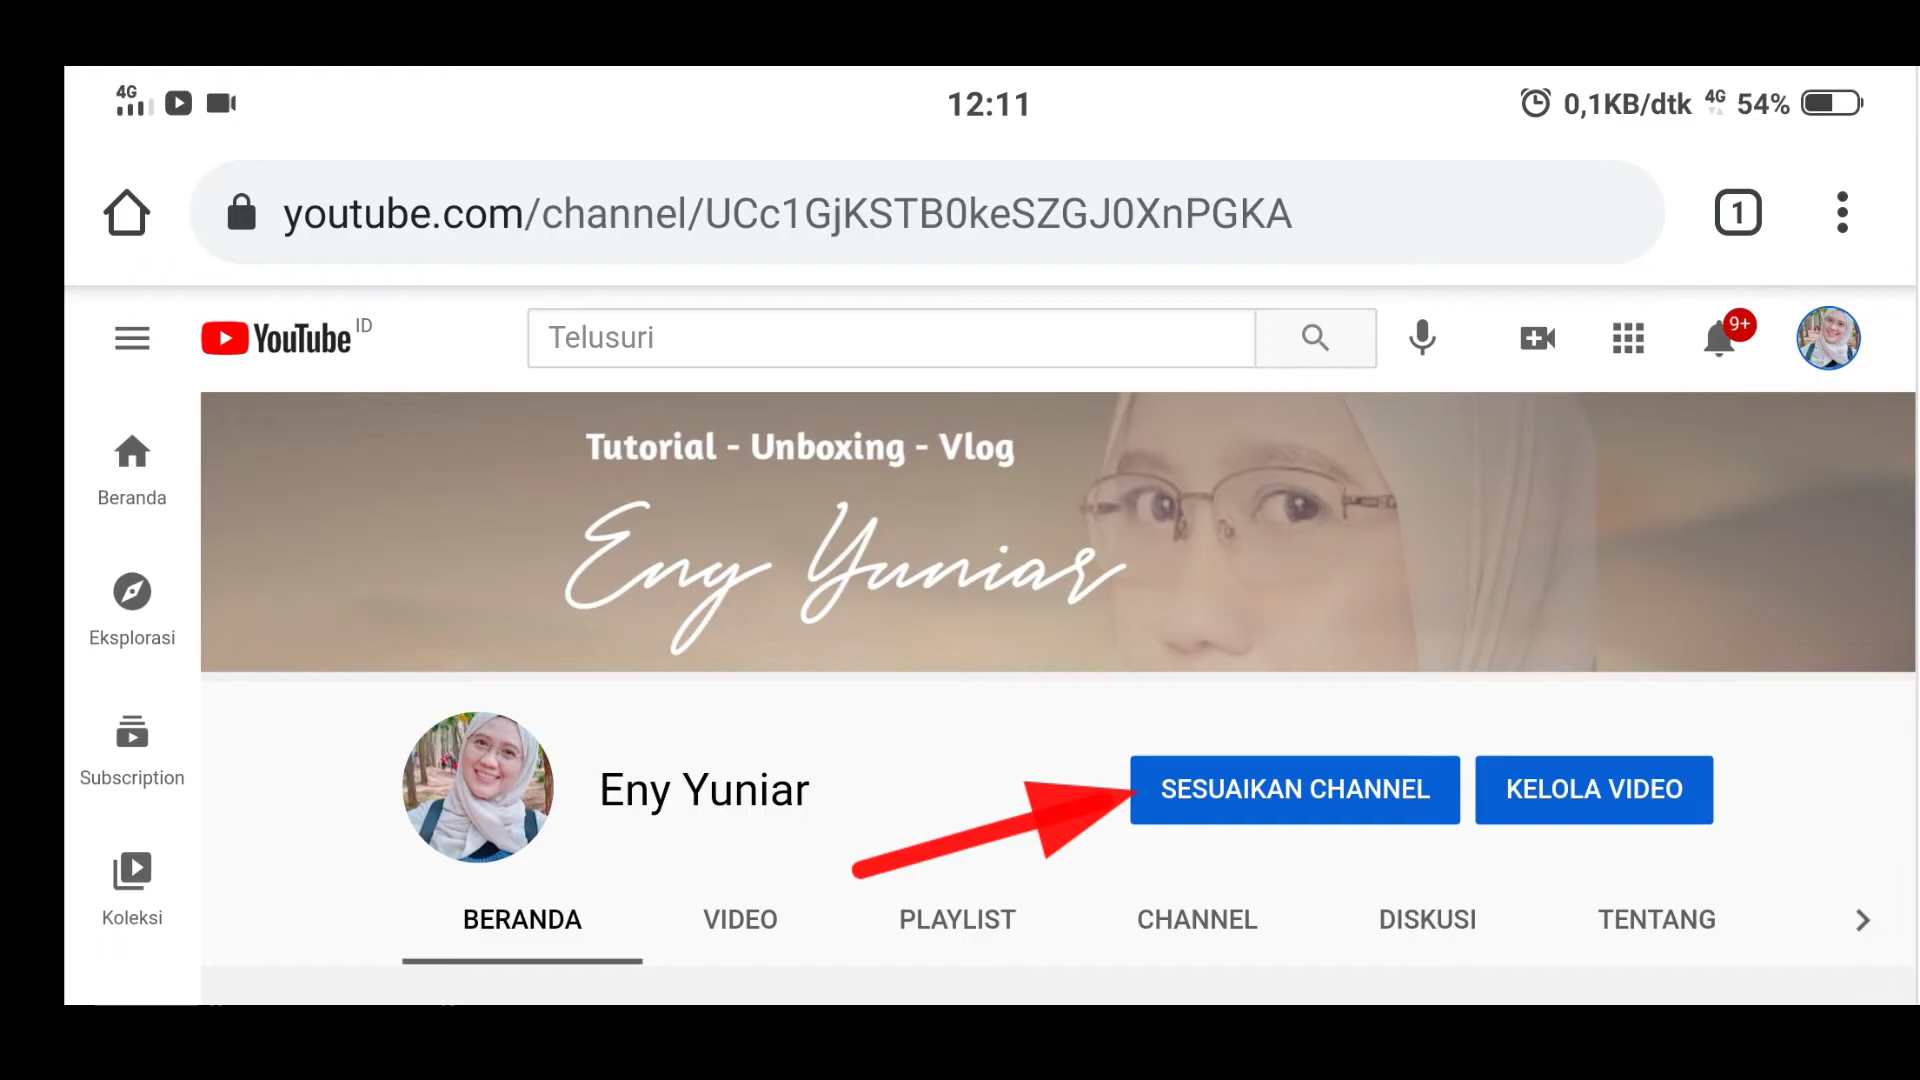 4G 12:11 0,1KB/dtk 4G 54%
youtube.com/channel/UCc1GjKSTB0keSZGJ0XnPGKA 1
YouTube ID Telusuri 9+
Tutorial - Unboxing - Vlog
Eny Yuniar
Beranda
Eksplorasi
Subscription
Koleksi
Eny Yuniar SESUAIKAN CHANNEL KELOLA VIDEO
BERANDA VIDEO PLAYLIST CHANNEL DISKUSI TENTANG